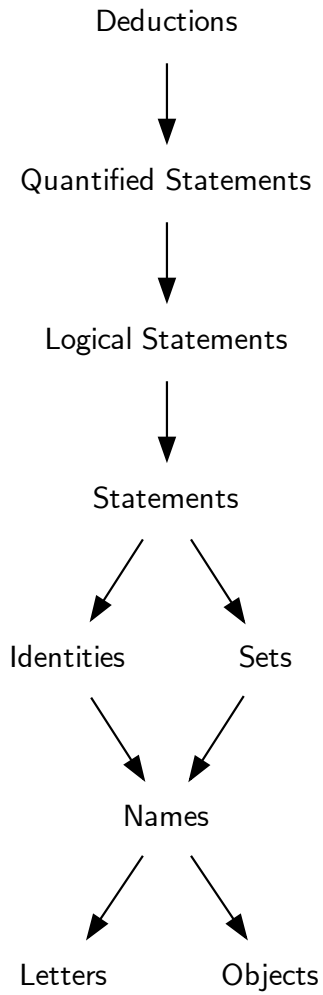 Deductions
Quantified Statements
Logical Statements
Statements
Identities
Sets
Names
Letters
Objects